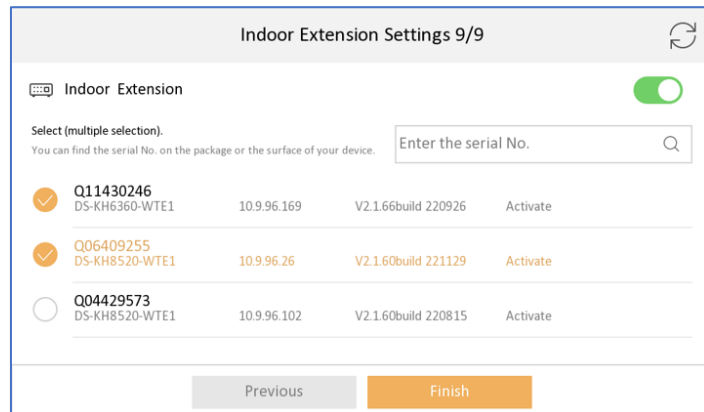 Indoor Extension Settings 9/9
Indoor Extension
Select (multiple selection).
You can find the serial No. on the package or the surface of your device.
Enter the serial No.
Q11430246
DS-KH6360-WTE1 10.9.96.169 V2.1.66build 220926 Activate
Q06409255
DS-KH8520-WTE1 10.9.96.26 V2.1.60build 221129 Activate
Q04429573
DS-KH8520-WTE1 10.9.96.102 V2.1.60build 220815 Activate
Previous Finish